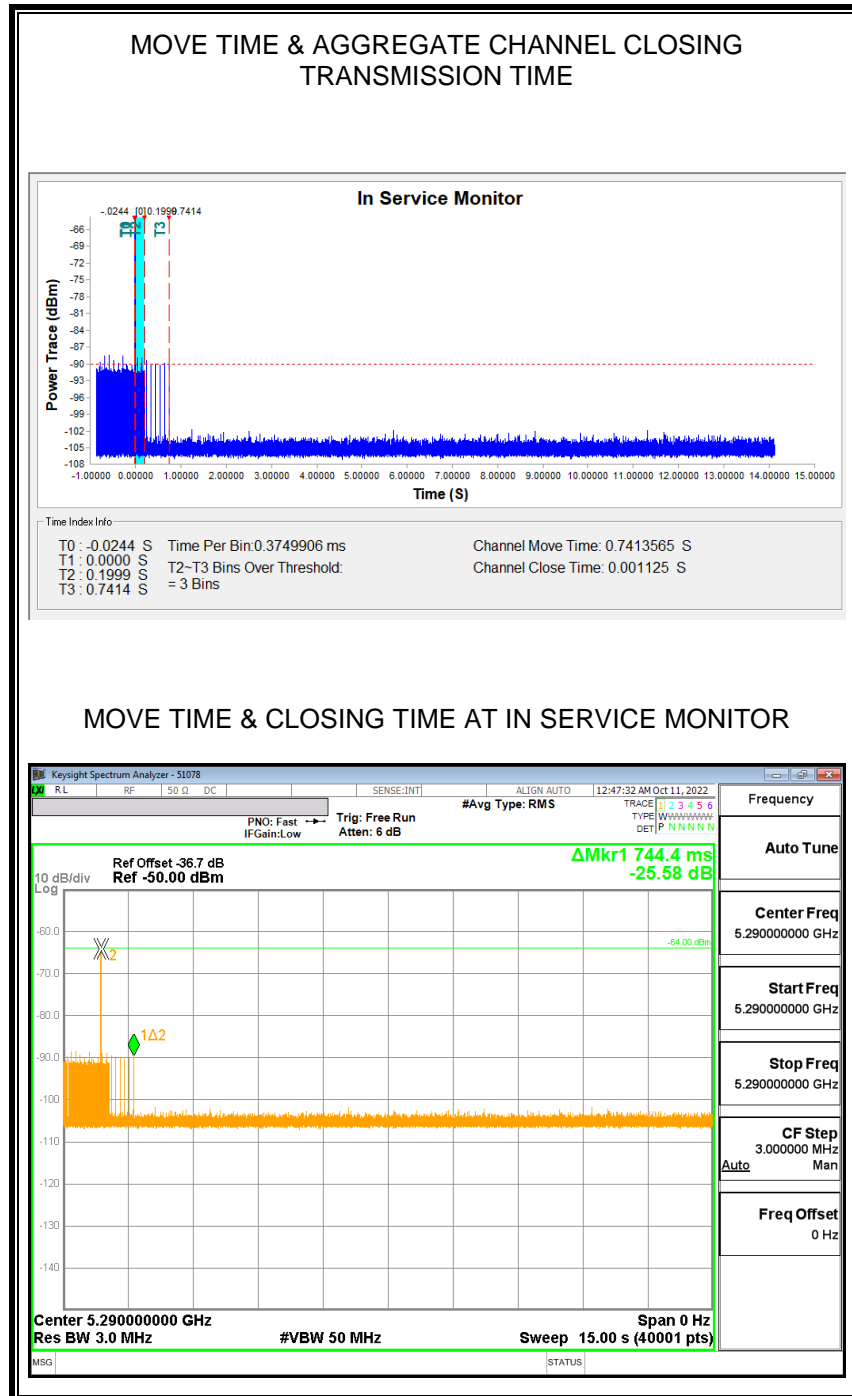 MOVE TIME & AGGREGATE CHANNEL CLOSING
TRANSMISSION TIME
In Service Monitor
-.0244 [0]0.1999 0.7414
T3
Power Trace (dBm)
-66
-69
-72
-75
-78
-81
-84
-87
-90
-93
-96
-99
-102
-105
-108
-1.00000 0.00000 1.00000 2.00000 3.00000 4.00000 5.00000 6.00000 7.00000 8.00000 9.00000 10.00000 11.00000 12.00000 13.00000 14.00000 15.00000
Time (S)
Time Index Info
T0 : -0.0244 S
T1 : 0.0000 S
T2 : 0.1999 S
T3 : 0.7414 S
Time Per Bin:0.3749906 ms
T2~T3 Bins Over Threshold:
= 3 Bins
Channel Move Time: 0.7413565 S
Channel Close Time: 0.001125 S
MOVE TIME & CLOSING TIME AT IN SERVICE MONITOR
Keysight Spectrum Analyzer - 51078
LXI RL RF 50 Ω DC SENSE:INT ALIGN AUTO 12:47:32 AM Oct 11, 2022
PNO: Fast
IFGain:Low
Trig: Free Run
Atten: 6 dB
#Avg Type: RMS
TRACE 1 2 3 4 5 6
TYPE WWWWWW
DET P N N N N N
Ref Offset -36.7 dB
10 dB/div Ref -50.00 dBm
Log
ΔMkr1 744.4 ms
-25.58 dB
-60.0
-70.0
-80.0
-90.0
-100
-110
-120
-130
-140
-64.00 dBm
2
1Δ2
Center 5.290000000 GHz
Span 0 Hz
Res BW 3.0 MHz
#VBW 50 MHz
Sweep 15.00 s (40001 pts)
MSG
STATUS
Frequency
Auto Tune
Center Freq
5.290000000 GHz
Start Freq
5.290000000 GHz
Stop Freq
5.290000000 GHz
CF Step
3.000000 MHz
Auto Man
Freq Offset
0 Hz